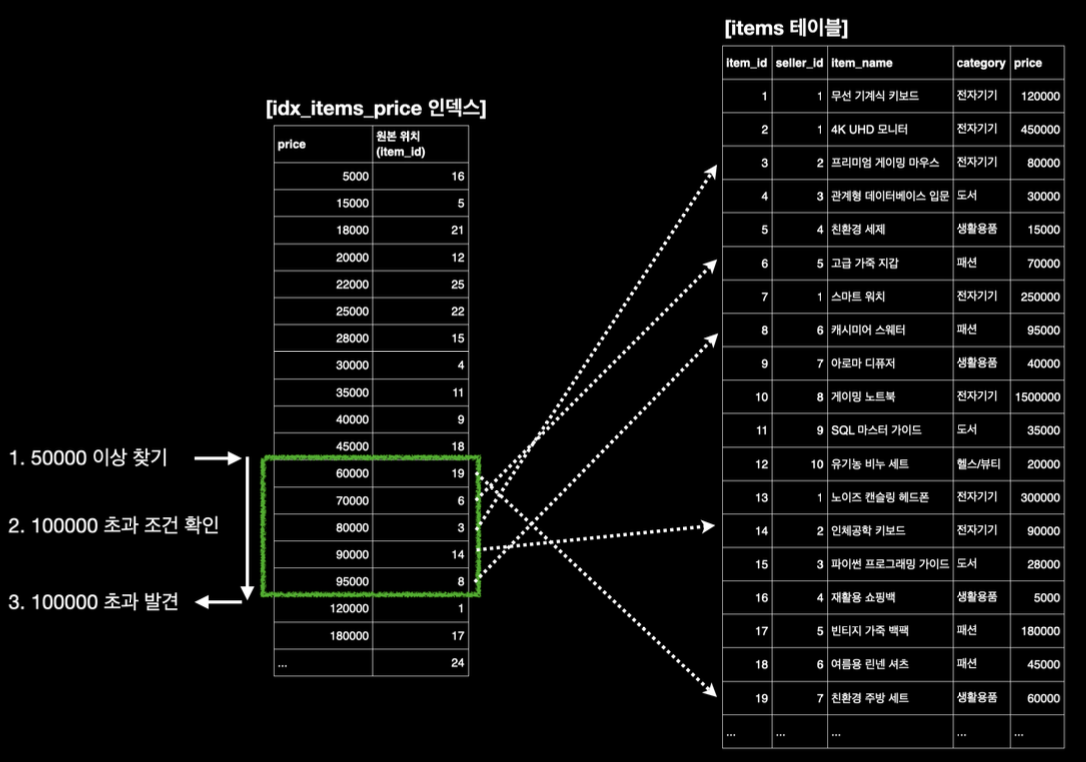 [items 테이블]
item_id seller_id item_name category price
1 1 무선 기계식 키보드 전자기기 120000
2 1 4K UHD 모니터 전자기기 450000
3 2 프리미엄 게이밍 마우스 전자기기 80000
4 3 관계형 데이터베이스 입문 도서 30000
5 4 친환경 세제 생활용품 15000
6 5 고급 가죽 지갑 패션 70000
7 1 스마트 워치 전자기기 250000
8 6 캐시미어 스웨터 패션 95000
9 7 아로마 디퓨저 생활용품 40000
10 8 게이밍 노트북 전자기기 1500000
11 9 SQL 마스터 가이드 도서 35000
12 10 유기농 비누 세트 헬스/뷰티 20000
13 1 노이즈 캔슬링 헤드폰 전자기기 300000
14 2 인체공학 키보드 전자기기 90000
15 3 파이썬 프로그래밍 가이드 도서 28000
16 4 재활용 쇼핑백 생활용품 5000
17 5 빈티지 가죽 백팩 패션 180000
18 6 여름용 린넨 셔츠 패션 45000
19 7 친환경 주방 세트 생활용품 60000
... ... ... ... ...
[idx_items_price 인덱스]
price 원본 위치
(item_id)
5000 16
15000 5
18000 21
20000 12
22000 25
25000 22
28000 15
30000 4
35000 11
40000 9
45000 18
60000 19
70000 6
80000 3
90000 14
95000 8
120000 1
180000 17
... 24
1. 50000 이상 찾기
2. 100000 초과 조건 확인
3. 100000 초과 발견